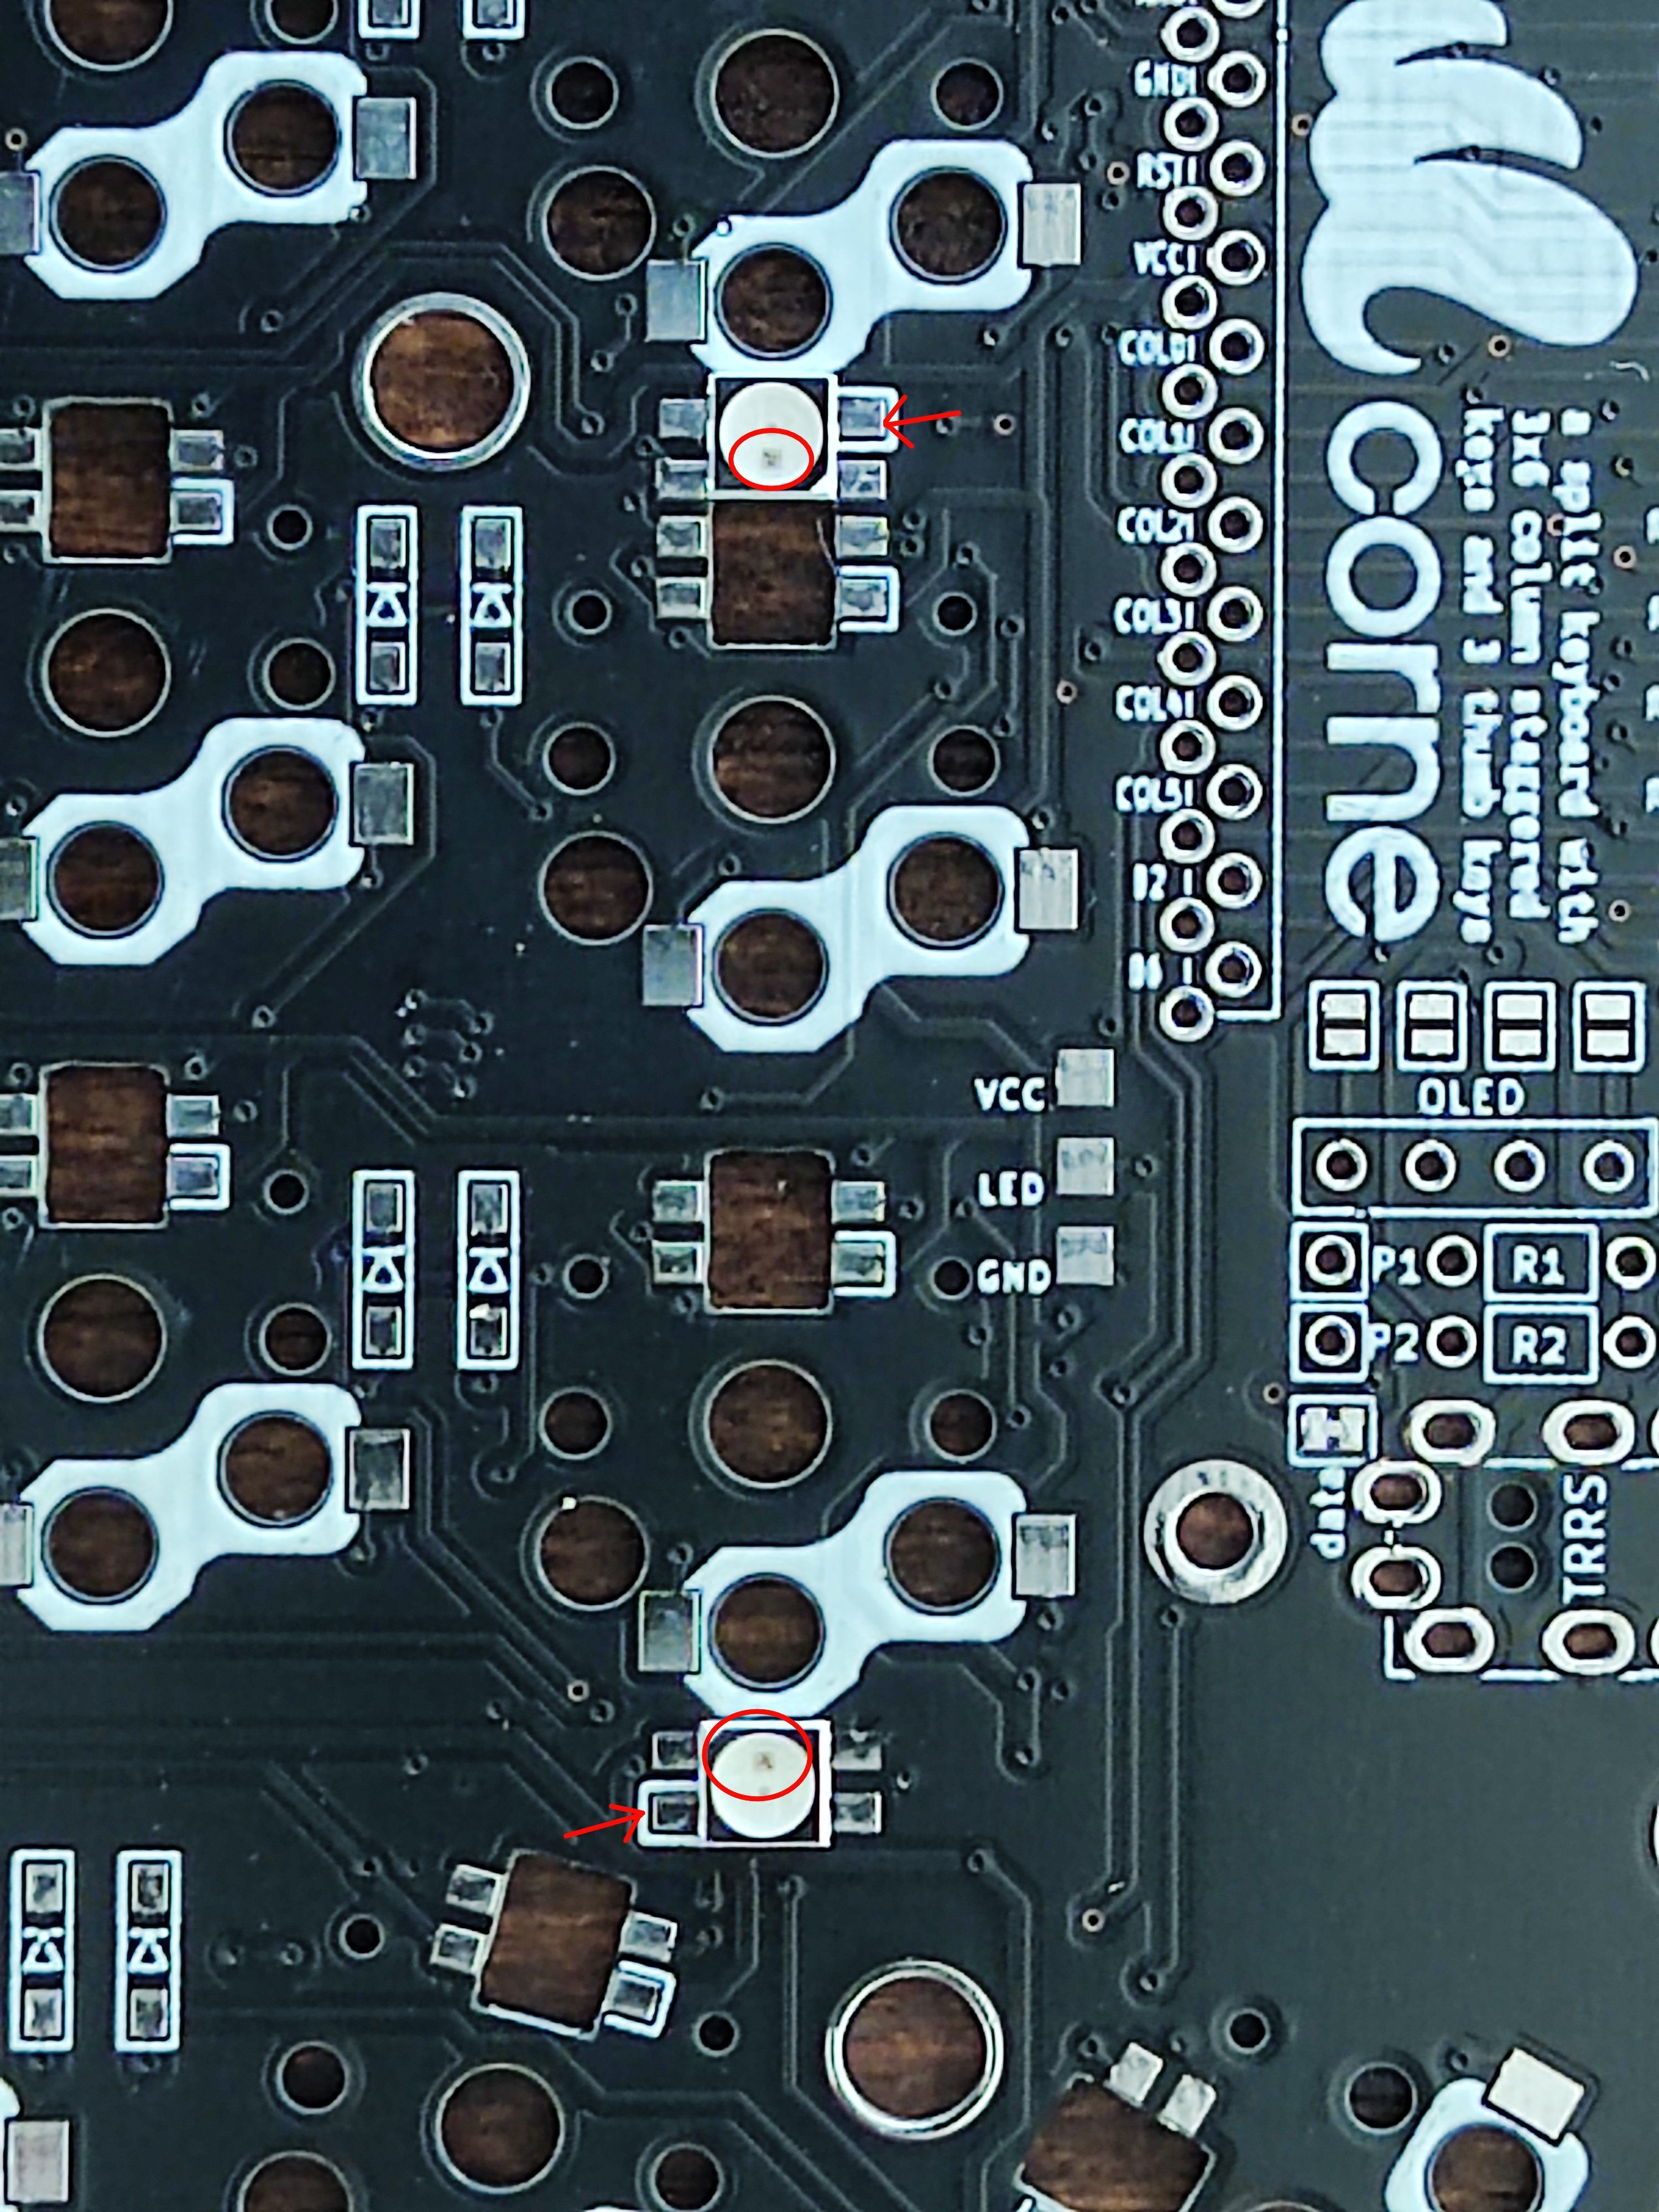 GND
RST
VCC
COL0
COL1
COL2
COL3
COL4
COL5
D2
corne
a split keyboard with
3x6 column staggered
keys and 3 thumb keys
OLED
VCC
LED
GND
P1 R1
P2 R2
data
TRRS